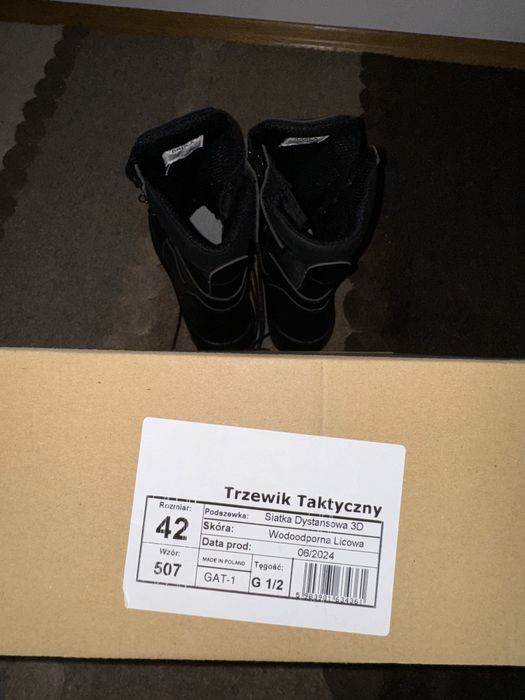 Trzewik Taktyczny
Rozmiar:
42
Wzór:
507
Podszewka: Siatka Dystansowa 3D
Skóra: Wodoodporna Licowa
Data prod: 06/2024
MADE IN POLAND
GAT-1
Tęgość:
G 1/2